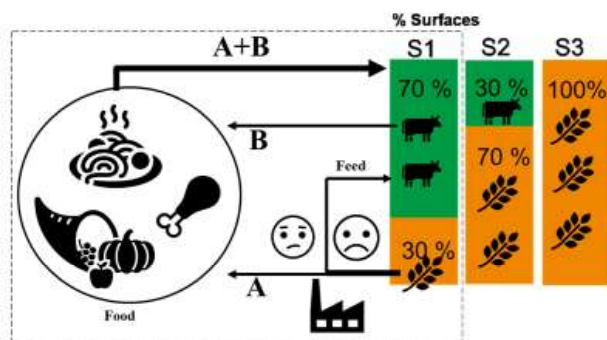 % Surfaces
A+B
S1 S2 S3
70 % 30 % 100%
B
Feed
70 %
30 %
A
Food